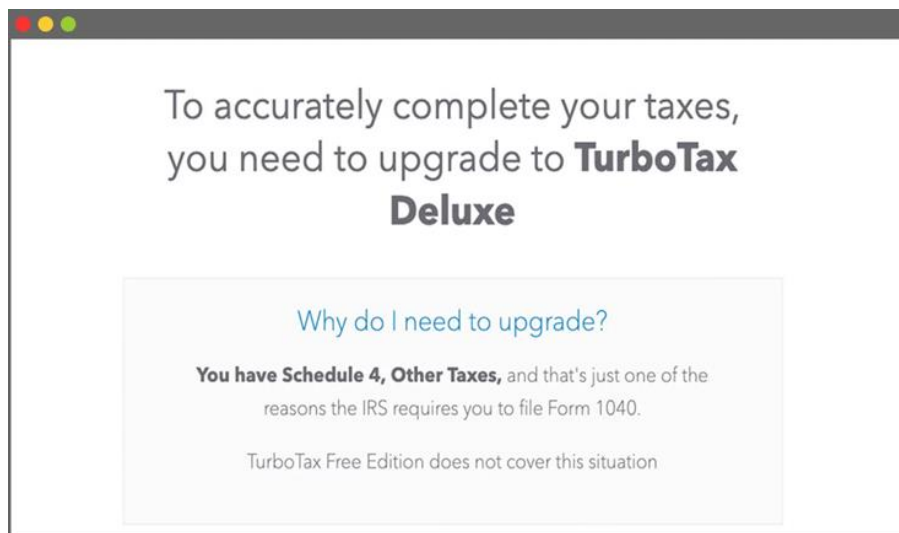 To accurately complete your taxes,
you need to upgrade to TurboTax
Deluxe
Why do I need to upgrade?
You have Schedule 4, Other Taxes, and that's just one of the
reasons the IRS requires you to file Form 1040.
TurboTax Free Edition does not cover this situation